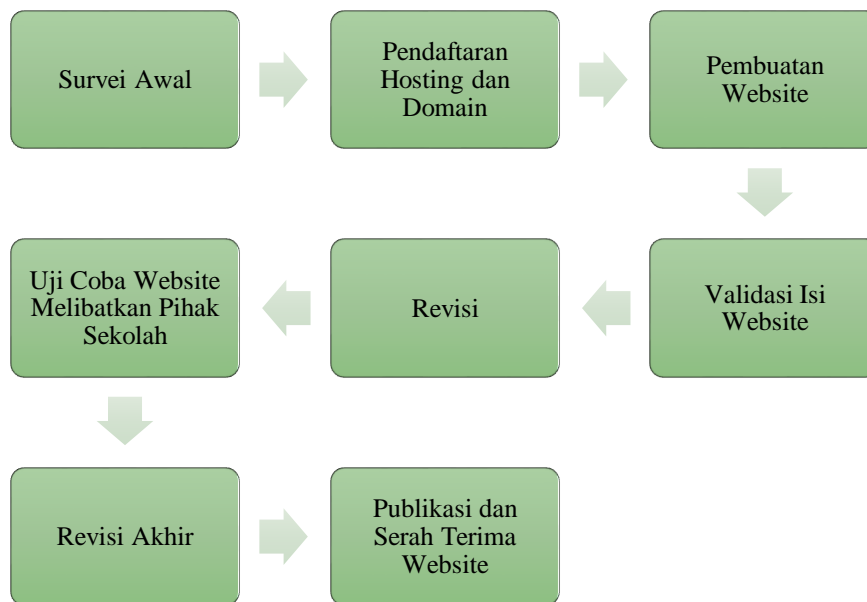 Survei Awal
Pendaftaran
Hosting dan
Domain
Pembuatan
Website
Validasi Isi
Website
Revisi
Uji Coba Website
Melibatkan Pihak
Sekolah
Revisi Akhir
Publikasi dan
Serah Terima
Website